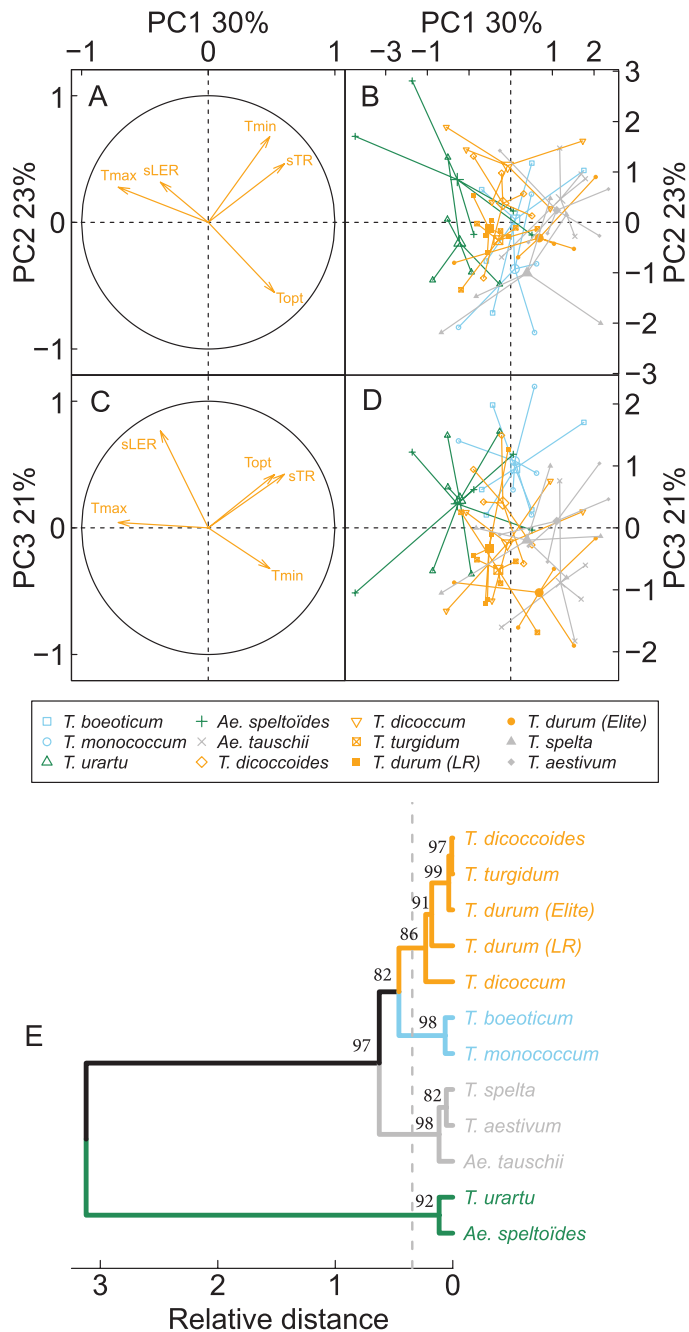 PC1 30% PC1 30%
−1 0 1 −3 −1 1 2
A B
PC2 23% PC2 23%
1 0 −1
3 2 1 0 −1 −2 −3
Tmin
sTR
sLER
Tmax
Topt
C D
PC3 21% PC3 21%
1 0 −1
2 1 0 −1 −2
sLER
Topt
sTR
Tmax
Tmin
T. boeoticum Ae. speltoïdes T. dicoccum T. durum (Elite)
T. monococcum Ae. tauschii T. turgidum T. spelta
T. urartu T. dicoccoides T. durum (LR) T. aestivum
E
97 T. dicoccoides
99 T. turgidum
91 T. durum (Elite)
86 T. durum (LR)
82 T. dicoccum
98 T. boeoticum
97 T. monococcum
82 T. spelta
98 T. aestivum
Ae. tauschii
92 T. urartu
Ae. speltoïdes
3 2 1 0
Relative distance